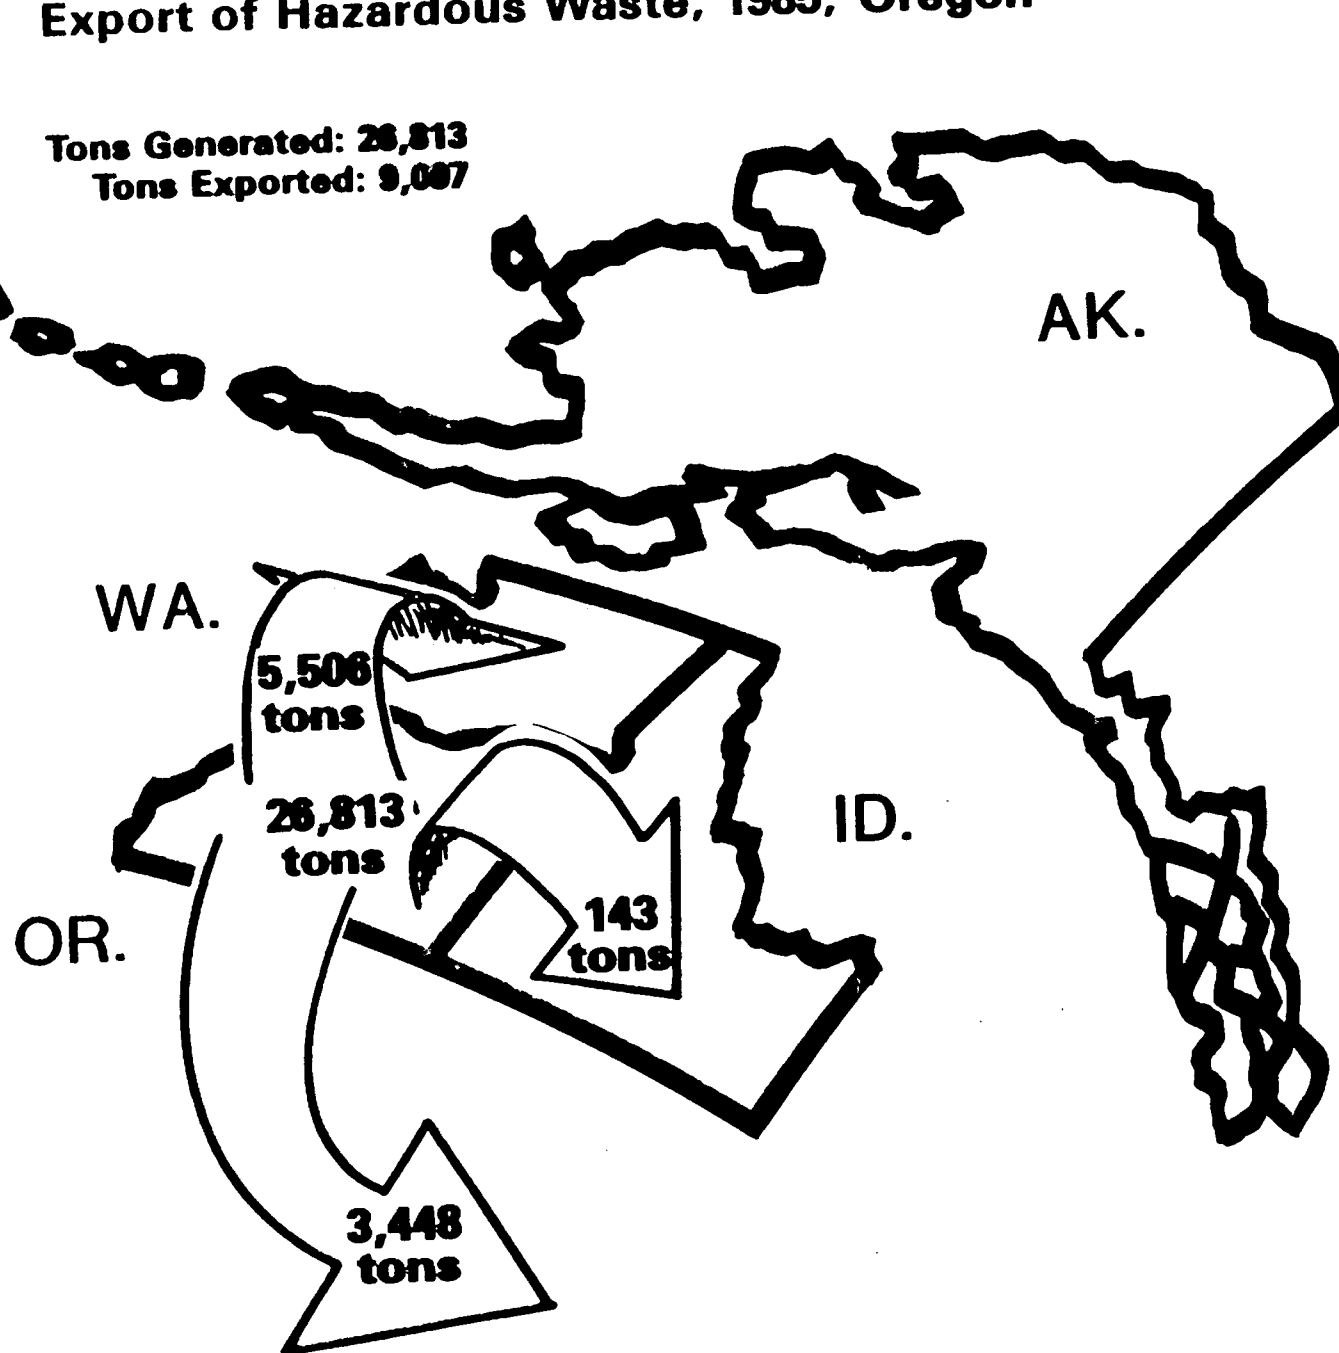 Export of Hazardous Waste, 1985, Oregon
Tons Generated: 26,813
Tons Exported: 9,097
AK.
WA.
5,506
tons
26,813
tons
ID.
143
tons
OR.
3,448
tons